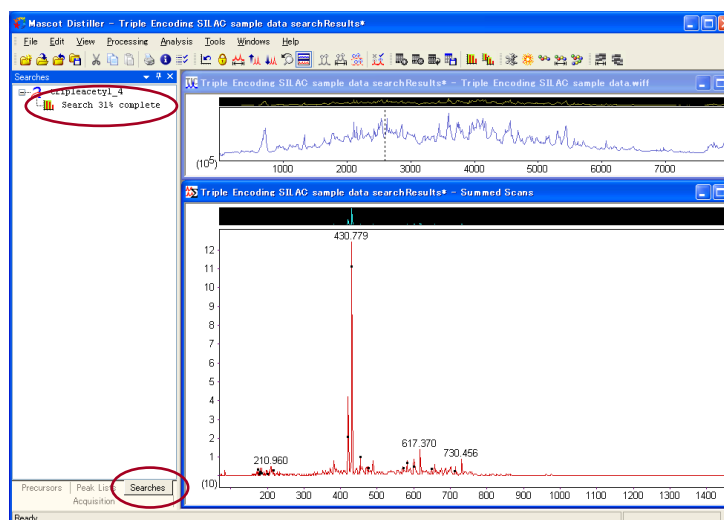 Mascot Distiller - Triple Encoding SILAC sample data searchResults*
File Edit View Processing Analysis Tools Windows Help
Searches
tripleacetyl_4
Search 31% complete
Precursors Peak Lists Searches
Acquisition
Ready
Triple Encoding SILAC sample data searchResults* - Triple Encoding SILAC sample data.wiff
(10⁵)
1000 2000 3000 4000 5000 6000 7000
Triple Encoding SILAC sample data searchResults* - Summed Scans
430.779
12
11
10
9
8
7
6
5
4
3
2
617.370
730.456
1
210.960
(10)
200 300 400 500 600 700 800 900 1000 1100 1200 1300 1400